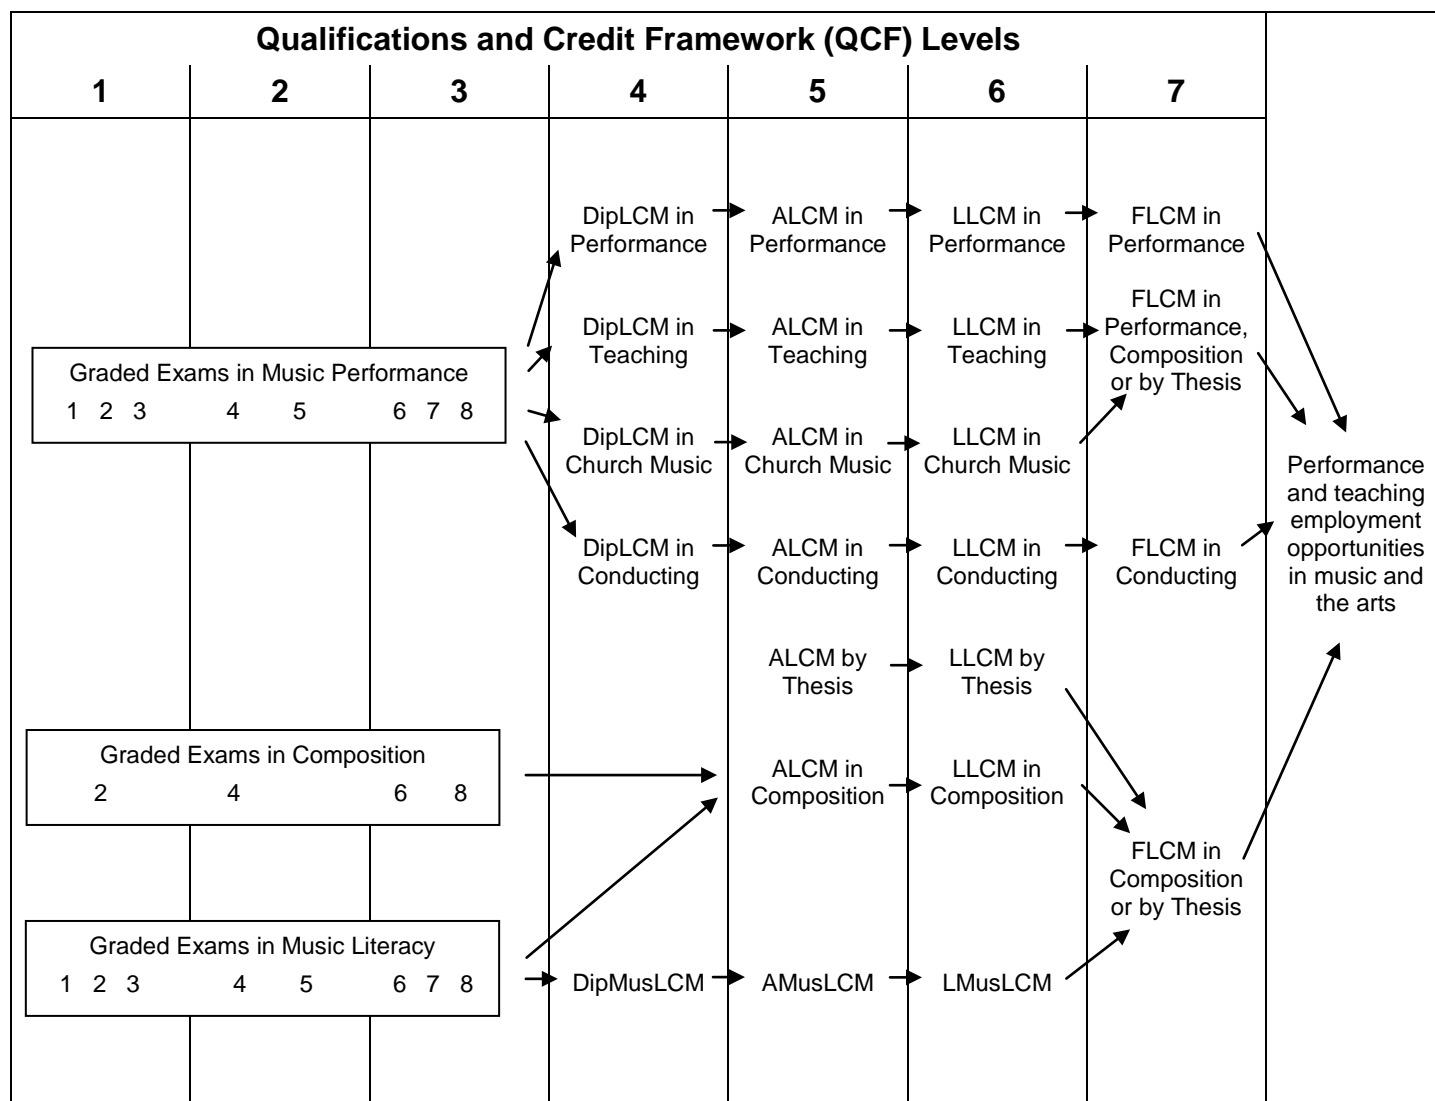 Qualifications and Credit Framework (QCF) Levels
1 2 3 4 5 6 7
DipLCM in
Performance
ALCM in
Performance
LLCM in
Performance
FLCM in
Performance
DipLCM in
Teaching
ALCM in
Teaching
LLCM in
Teaching
FLCM in
Performance,
Composition
or by Thesis
Graded Exams in Music Performance
1 2 3 4 5 6 7 8
DipLCM in
Church Music
ALCM in
Church Music
LLCM in
Church Music
DipLCM in
Conducting
ALCM in
Conducting
LLCM in
Conducting
FLCM in
Conducting
Performance
and teaching
employment
opportunities
in music and
the arts
ALCM by
Thesis
LLCM by
Thesis
Graded Exams in Composition
2 4 6 8
ALCM in
Composition
LLCM in
Composition
FLCM in
Composition
or by Thesis
Graded Exams in Music Literacy
1 2 3 4 5 6 7 8
DipMusLCM
AMusLCM
LMusLCM